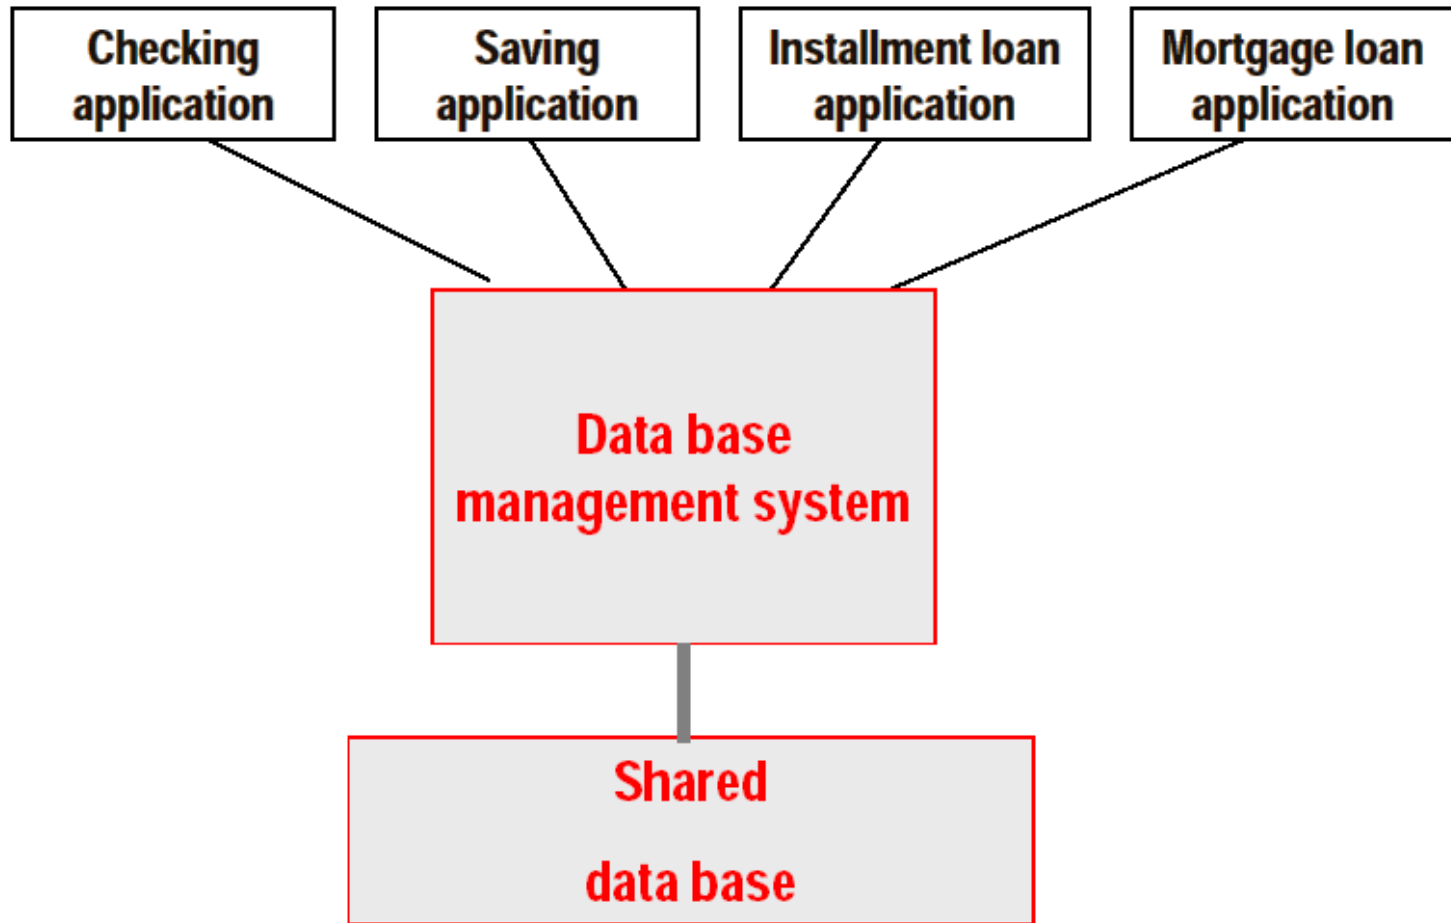 Checking
application
Saving
application
Installment loan
application
Mortgage loan
application
Data base
management system
Shared
data base